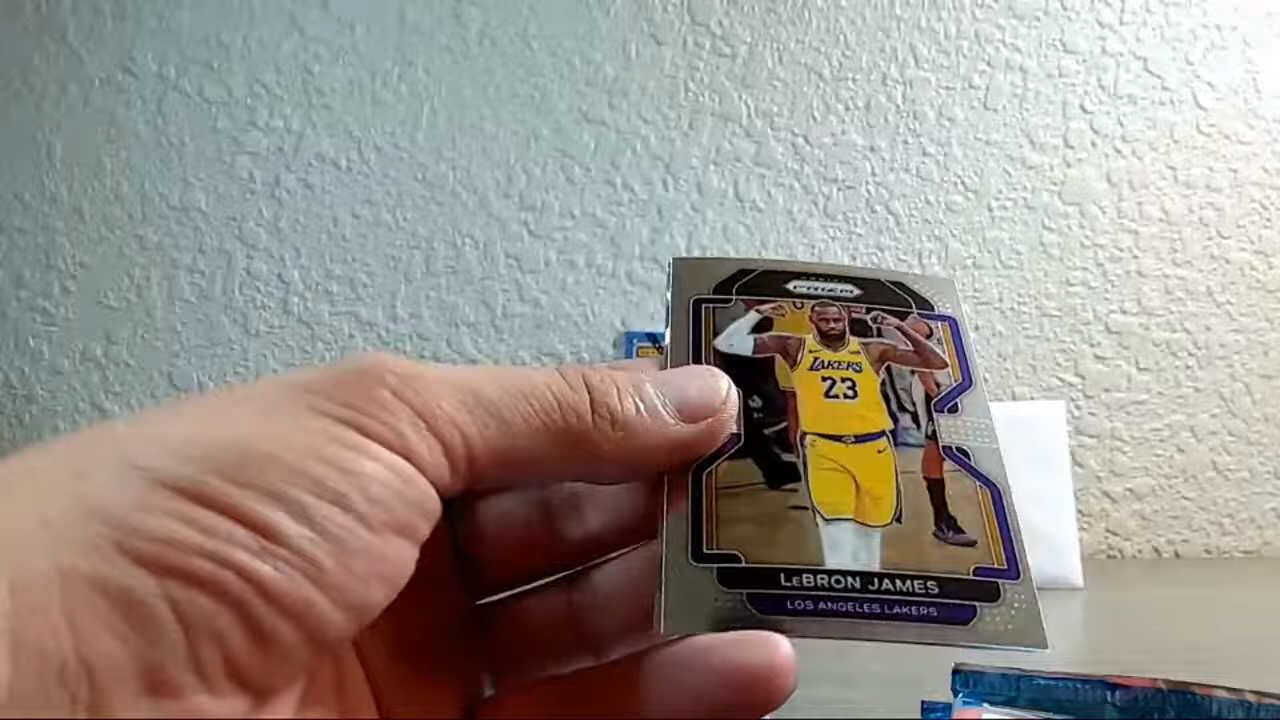 PRIZM
LAKERS
23
LeBRON JAMES
LOS ANGELES LAKERS